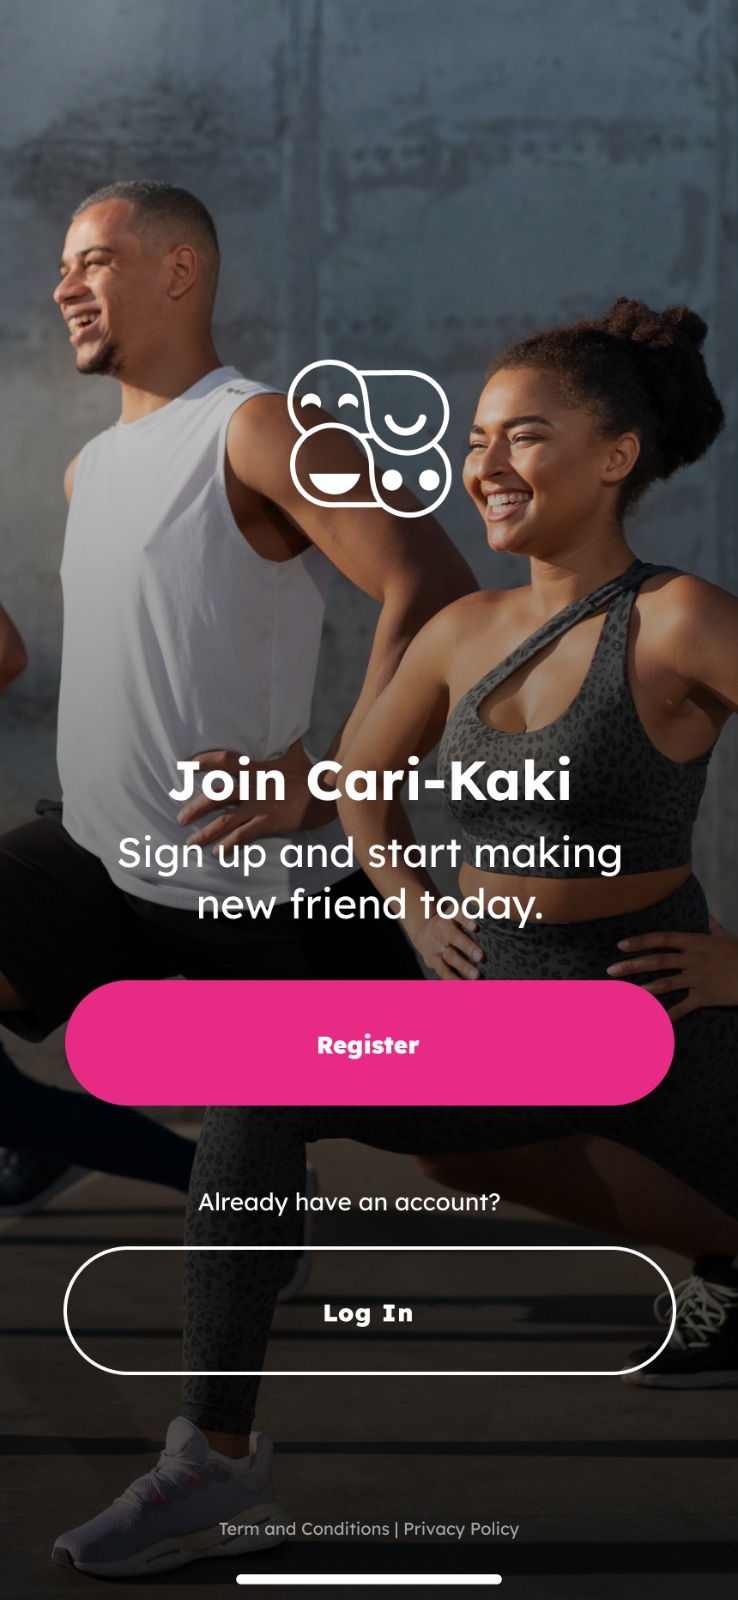 Join Cari-Kaki
Sign up and start making
new friend today.
Register
Already have an account?
Log In
Term and Conditions | Privacy Policy